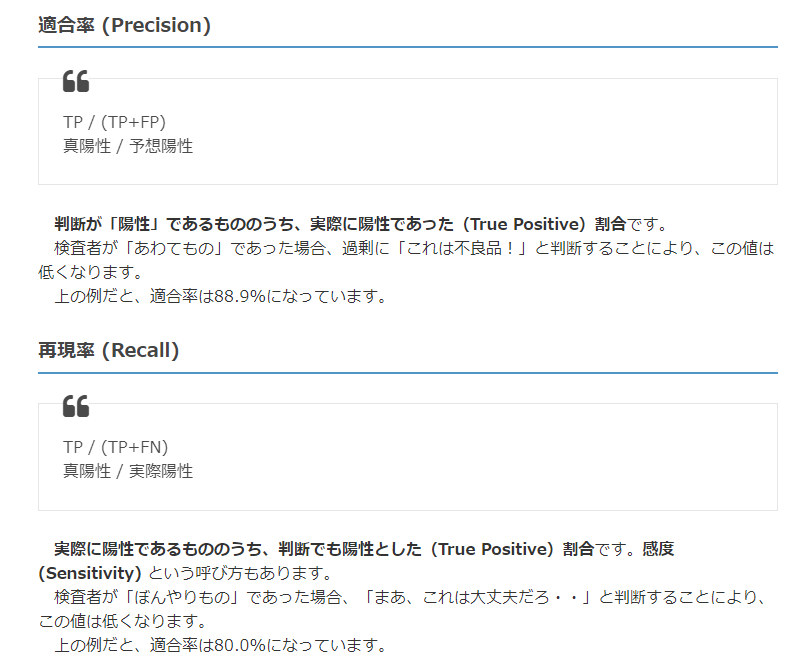 適合率 (Precision)
TP / (TP+FP)
真陽性 / 予想陽性
判断が「陽性」であるもののうち、実際に陽性であった（True Positive）割合です。
検査者が「あわてもの」であった場合、過剰に「これは不良品！」と判断することにより、この値は
低くなります。
上の例だと、適合率は88.9%になっています。
再現率 (Recall)
TP / (TP+FN)
真陽性 / 実際陽性
実際に陽性であるもののうち、判断でも陽性とした（True Positive）割合です。感度
(Sensitivity) という呼び方もあります。
検査者が「ぼんやりもの」であった場合、「まあ、これは大丈夫だろ・・」と判断することにより、
この値は低くなります。
上の例だと、適合率は80.0%になっています。